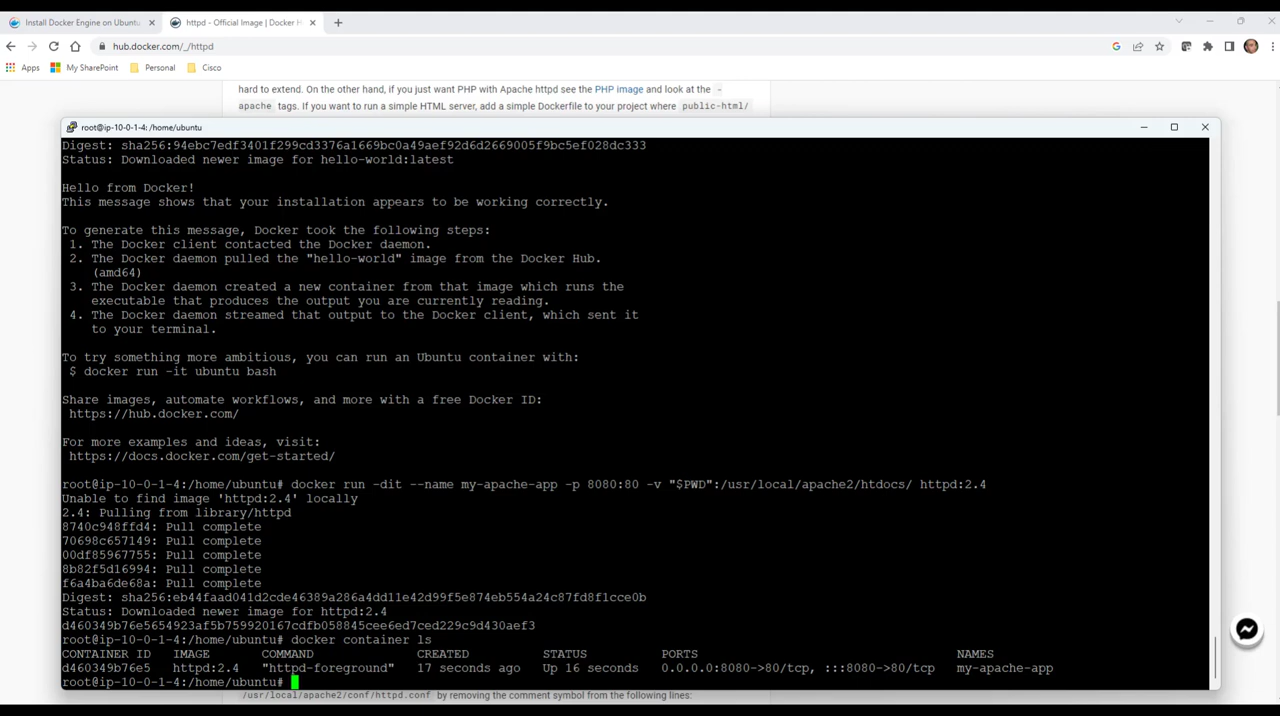 Install Docker Engine on Ubuntu
httpd - Official Image | Docker H
hub.docker.com/_/httpd
Apps
My SharePoint
Personal
Cisco
hard to extend. On the other hand, if you just want PHP with Apache httpd see the PHP image and look at the -
apache tags. If you want to run a simple HTML server, add a simple Dockerfile to your project where public-html/
root@ip-10-0-1-4: /home/ubuntu
Digest: sha256:94ebc7edf3401f299cd3376a1669bc0a49aef92d6d2669005f9bc5ef028dc333
Status: Downloaded newer image for hello-world:latest
Hello from Docker!
This message shows that your installation appears to be working correctly.
To generate this message, Docker took the following steps:
1. The Docker client contacted the Docker daemon.
2. The Docker daemon pulled the "hello-world" image from the Docker Hub.
(amd64)
3. The Docker daemon created a new container from that image which runs the
executable that produces the output you are currently reading.
4. The Docker daemon streamed that output to the Docker client, which sent it
to your terminal.
To try something more ambitious, you can run an Ubuntu container with:
$ docker run -it ubuntu bash
Share images, automate workflows, and more with a free Docker ID:
https://hub.docker.com/
For more examples and ideas, visit:
https://docs.docker.com/get-started/
root@ip-10-0-1-4:/home/ubuntu# docker run -dit --name my-apache-app -p 8080:80 -v "$PWD":/usr/local/apache2/htdocs/ httpd:2.4
Unable to find image 'httpd:2.4' locally
2.4: Pulling from library/httpd
8740c948ffd4: Pull complete
70698c657149: Pull complete
00df85967755: Pull complete
8b82f5d16994: Pull complete
f6a4ba6de68a: Pull complete
Digest: sha256:eb44faad041d2cde46389a286a4dd11e42d99f5e874eb554a24c87fd8f1cce0b
Status: Downloaded newer image for httpd:2.4
d460349b76e5654923af5b759920167cdfb058845cee6ed7ced229c9d430aef3
root@ip-10-0-1-4:/home/ubuntu# docker container ls
CONTAINER ID IMAGE COMMAND CREATED STATUS PORTS NAMES
d460349b76e5 httpd:2.4 "httpd-foreground" 17 seconds ago Up 16 seconds 0.0.0.0:8080->80/tcp, :::8080->80/tcp my-apache-app
root@ip-10-0-1-4:/home/ubuntu#
/usr/local/apache2/conf/httpd.conf by removing the comment symbol from the following lines: